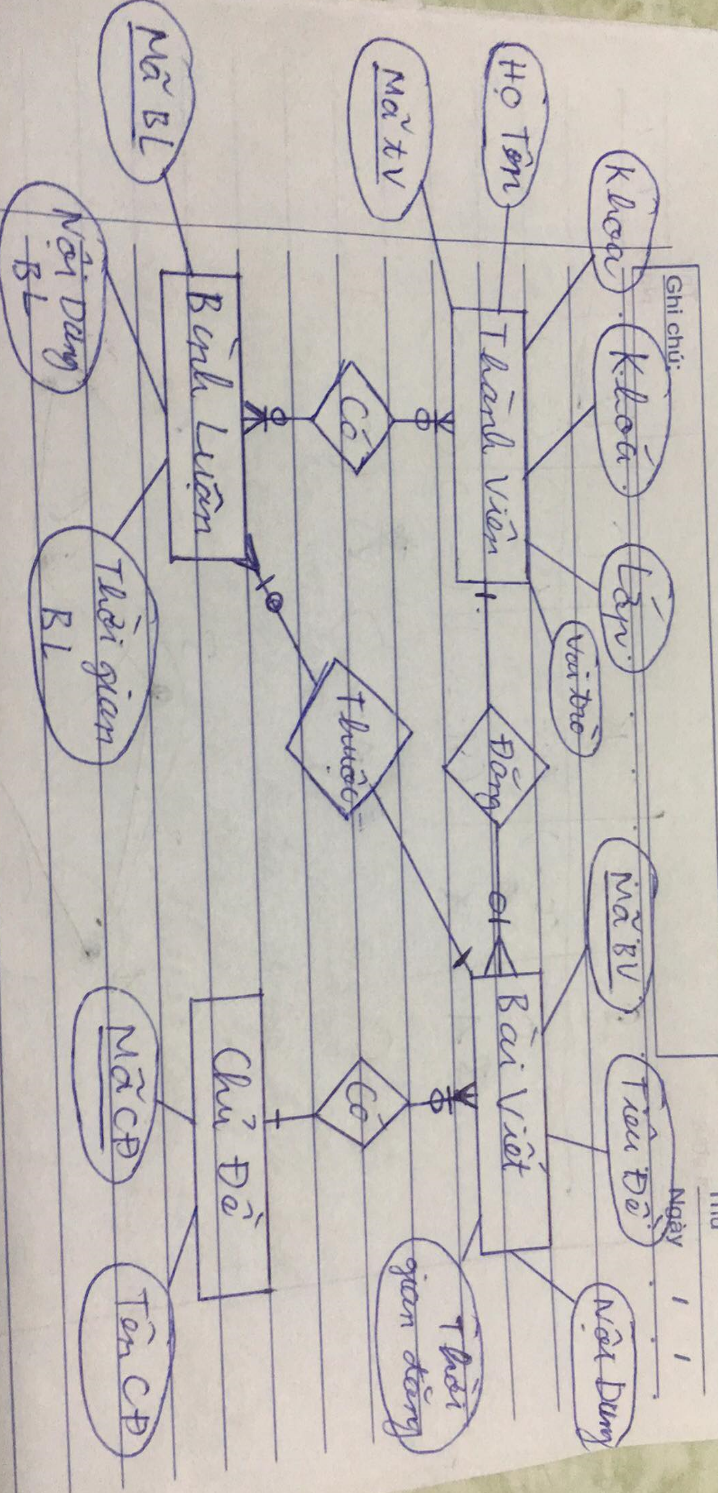 Ghi chú:
Thứ
Ngày / /
Khoa
Khoá
Lớp
Vai trò
Mã BV
Tiêu Đề
Nội Dung
Họ Tên
Mã tV
Thành Viên
Đăng
Bài Viết
Thời
gian đăng
Có
Thuộc
Có
Mã BL
Bình Luận
Chủ Đề
Nội Dung
BL
Thời gian
BL
Mã CĐ
Tên CĐ